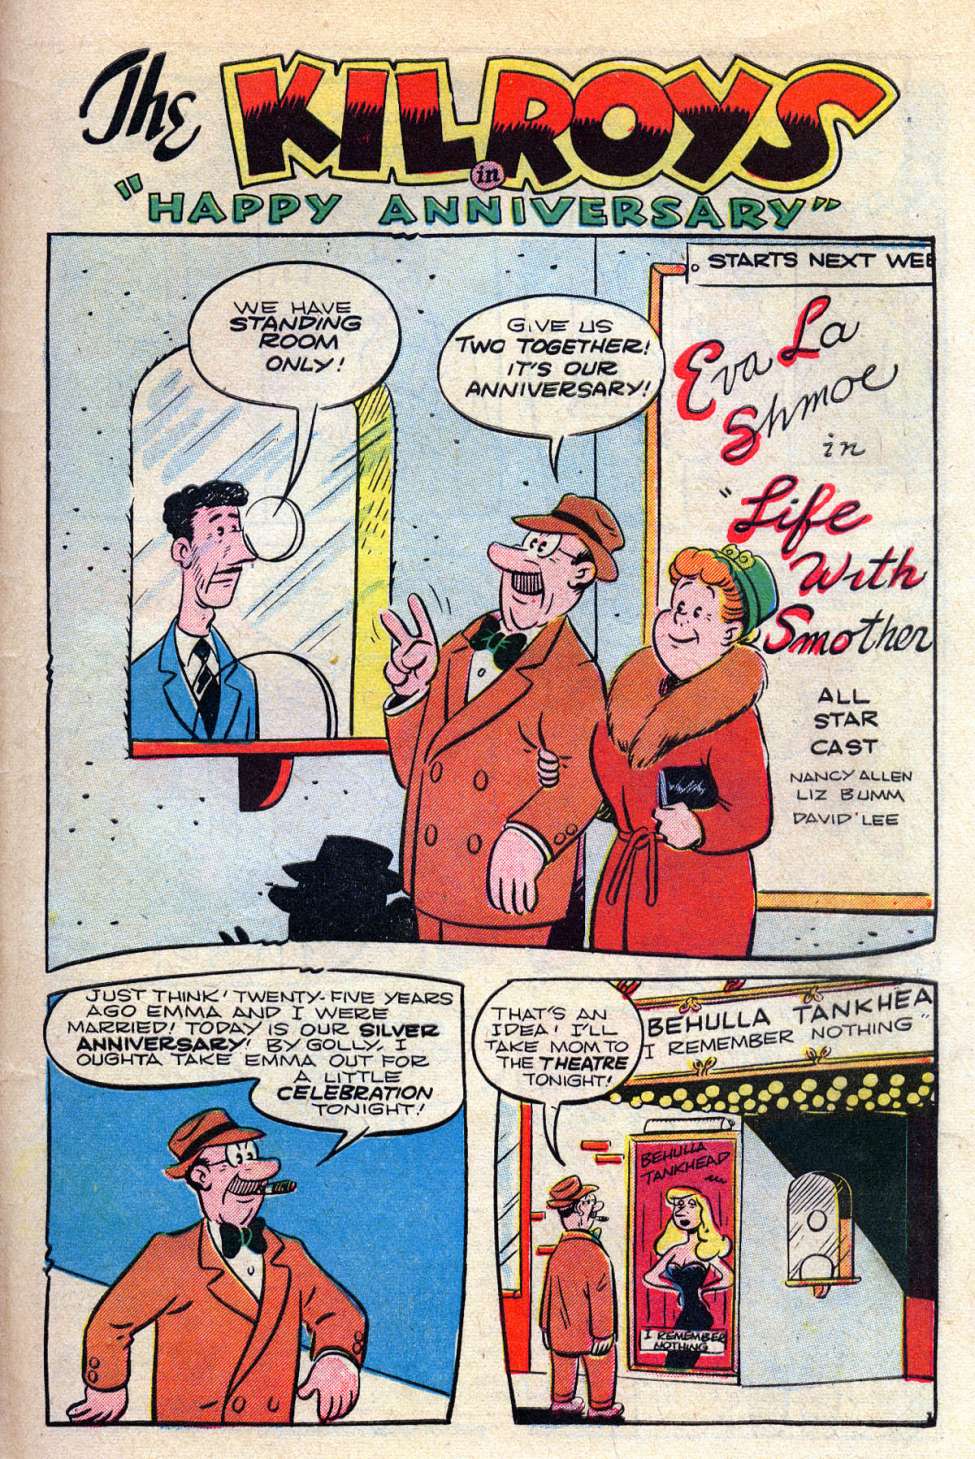 The KILROYS
in
"HAPPY ANNIVERSARY"
WE HAVE
STANDING
ROOM
ONLY!
GIVE US
TWO TOGETHER!
IT'S OUR
ANNIVERSARY!
STARTS NEXT WEE
Eva La
Shmoe
in
"Life
With
Smother
ALL
STAR
CAST
NANCY ALLEN
LIZ BUMM
DAVID LEE
JUST THINK! TWENTY-FIVE YEARS
AGO EMMA AND I WERE
MARRIED! TODAY IS OUR SILVER
ANNIVERSARY! BY GOLLY, I
OUGHTA TAKE EMMA OUT FOR
A LITTLE
CELEBRATION
TONIGHT!
THAT'S AN
IDEA! I'LL
TAKE MOM TO
THE THEATRE
TONIGHT!
BEHULLA TANKHEA
I REMEMBER NOTHING"
BEHULLA
TANKHEAD
in
I REMEMBER
NOTHING